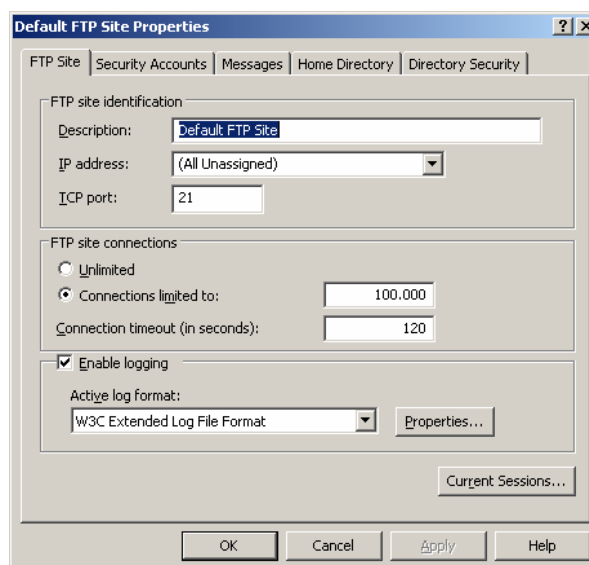 Default FTP Site Properties
FTP Site Security Accounts Messages Home Directory Directory Security
FTP site identification
Description: Default FTP Site
IP address: (All Unassigned)
TCP port: 21
FTP site connections
Unlimited
Connections limited to: 100.000
Connection timeout (in seconds): 120
Enable logging
Active log format:
W3C Extended Log File Format Properties...
Current Sessions...
OK Cancel Apply Help